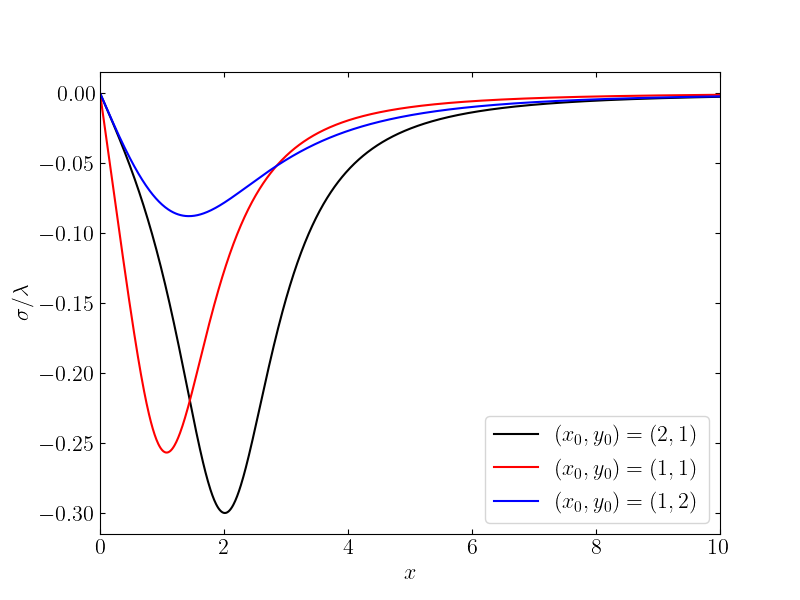 0.00
−0.05
−0.10
−0.15
−0.20
−0.25
−0.30
σ/λ
0 2 4 6 8 10
x
(x₀, y₀) = (2, 1)
(x₀, y₀) = (1, 1)
(x₀, y₀) = (1, 2)